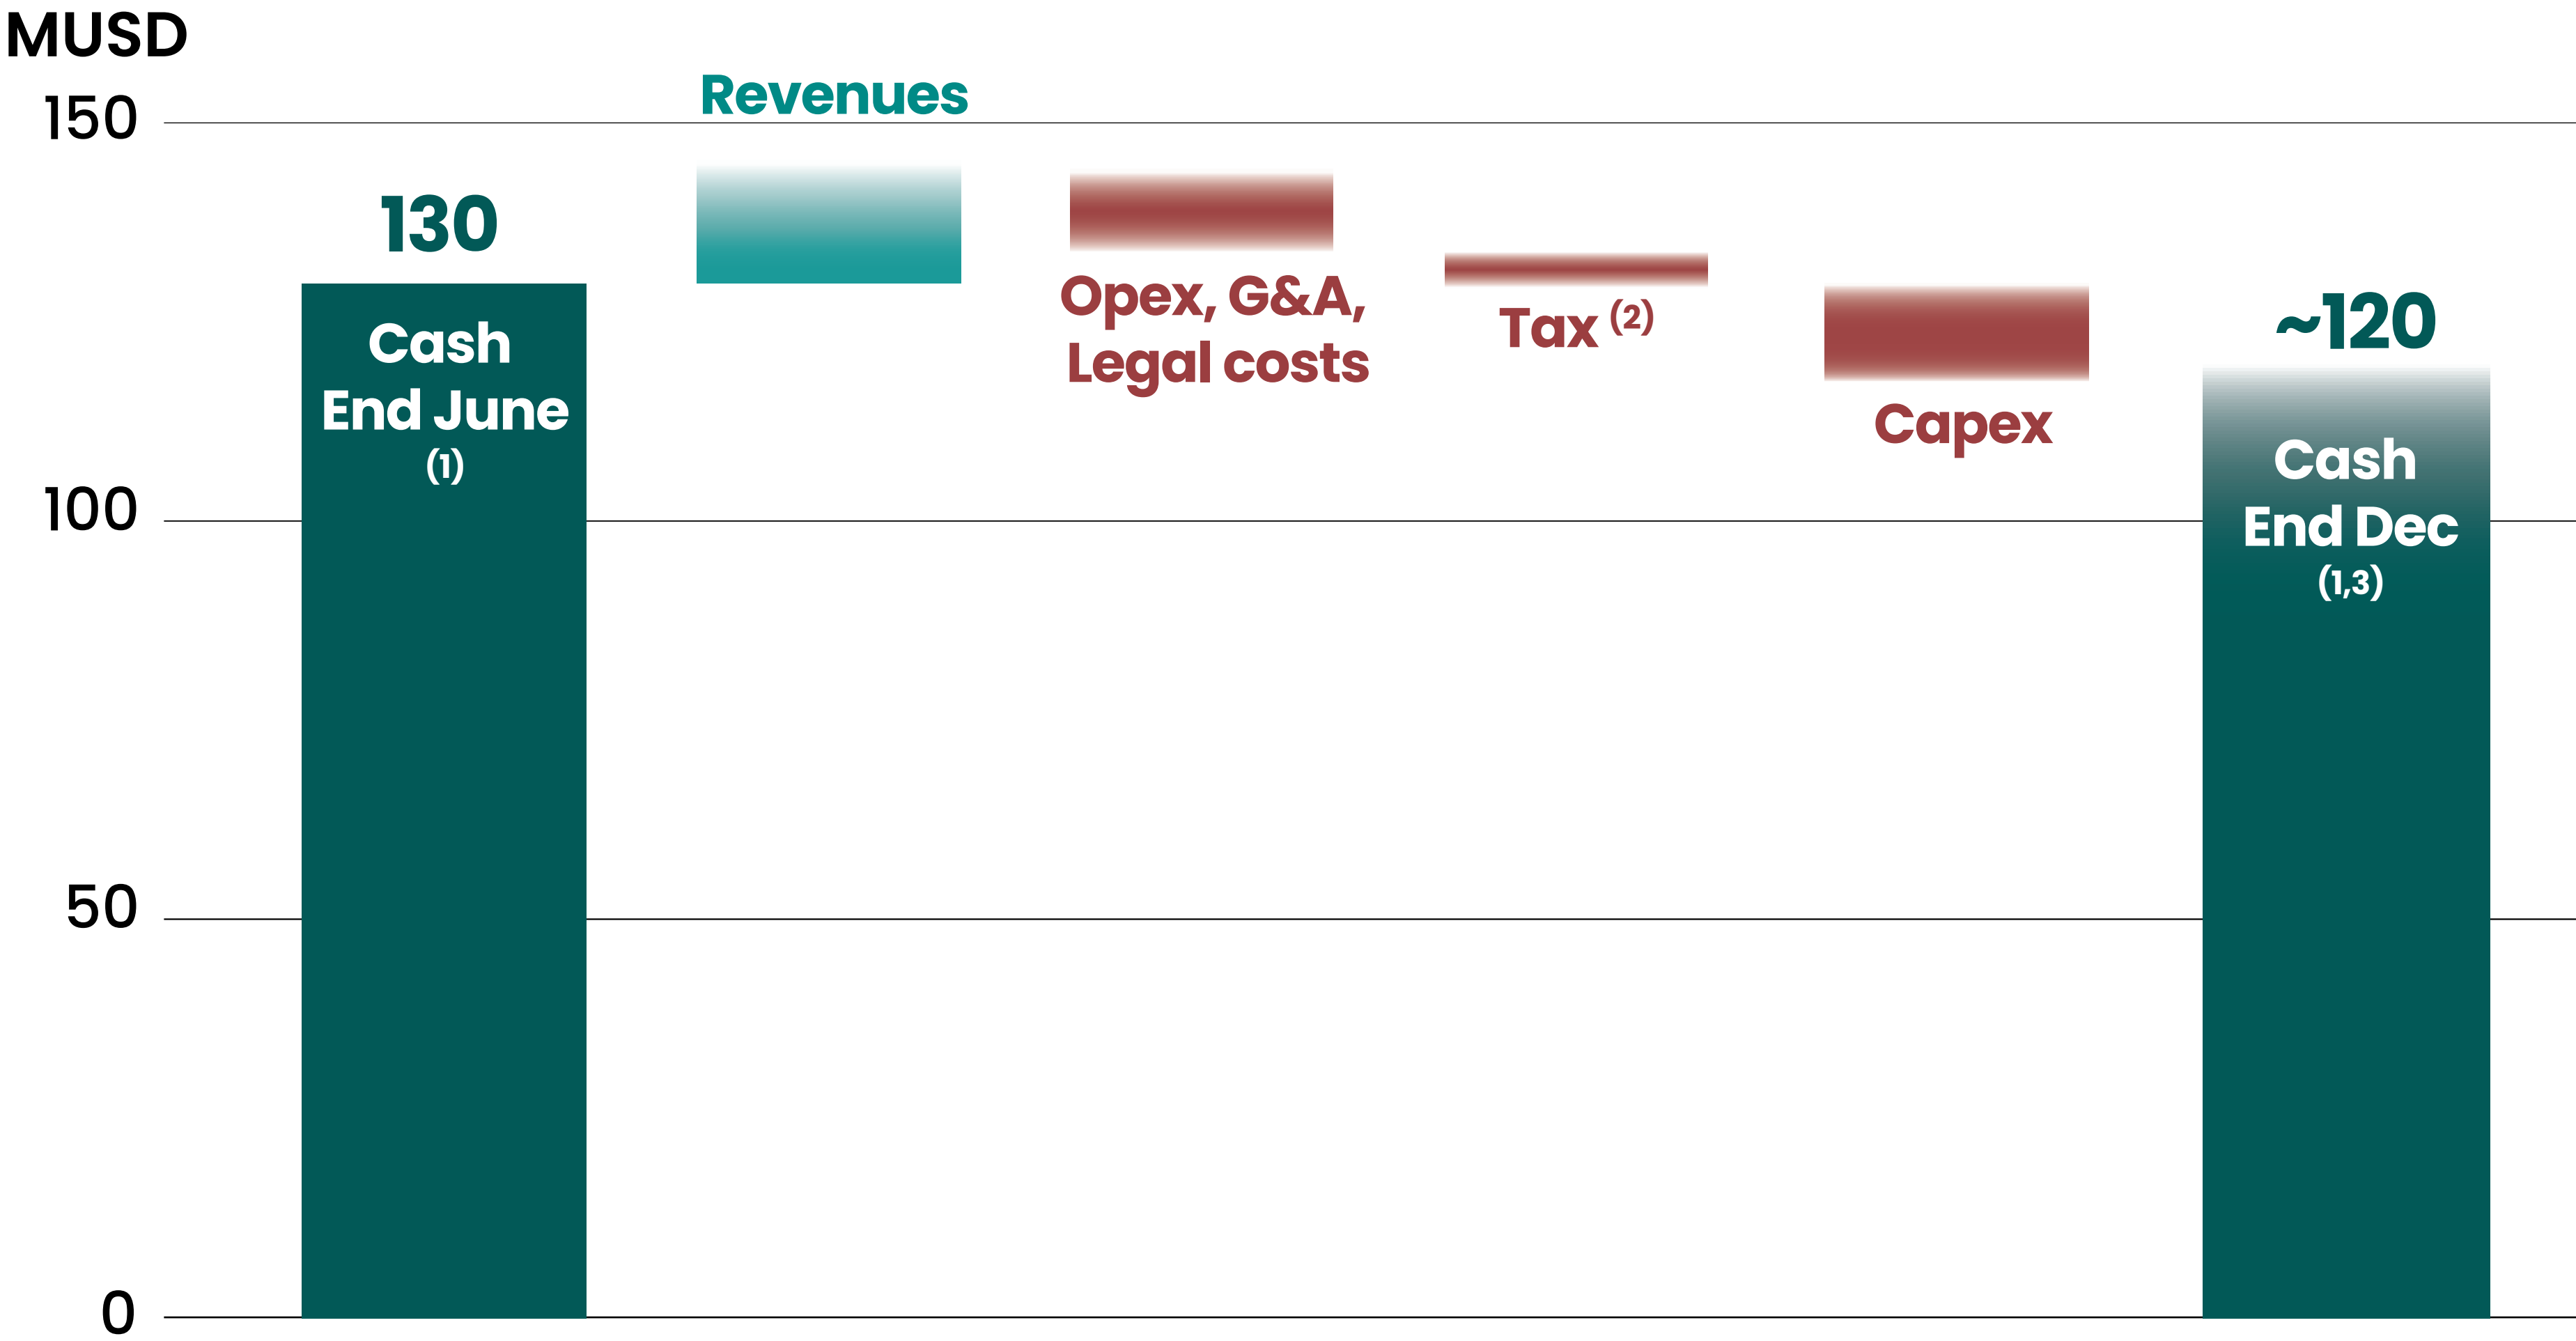 MUSD
150
Revenues
130
Cash
End June
(1)
Opex, G&A,
Legal costs
Tax (2)
Capex
~120
Cash
End Dec
(1,3)
100
50
0